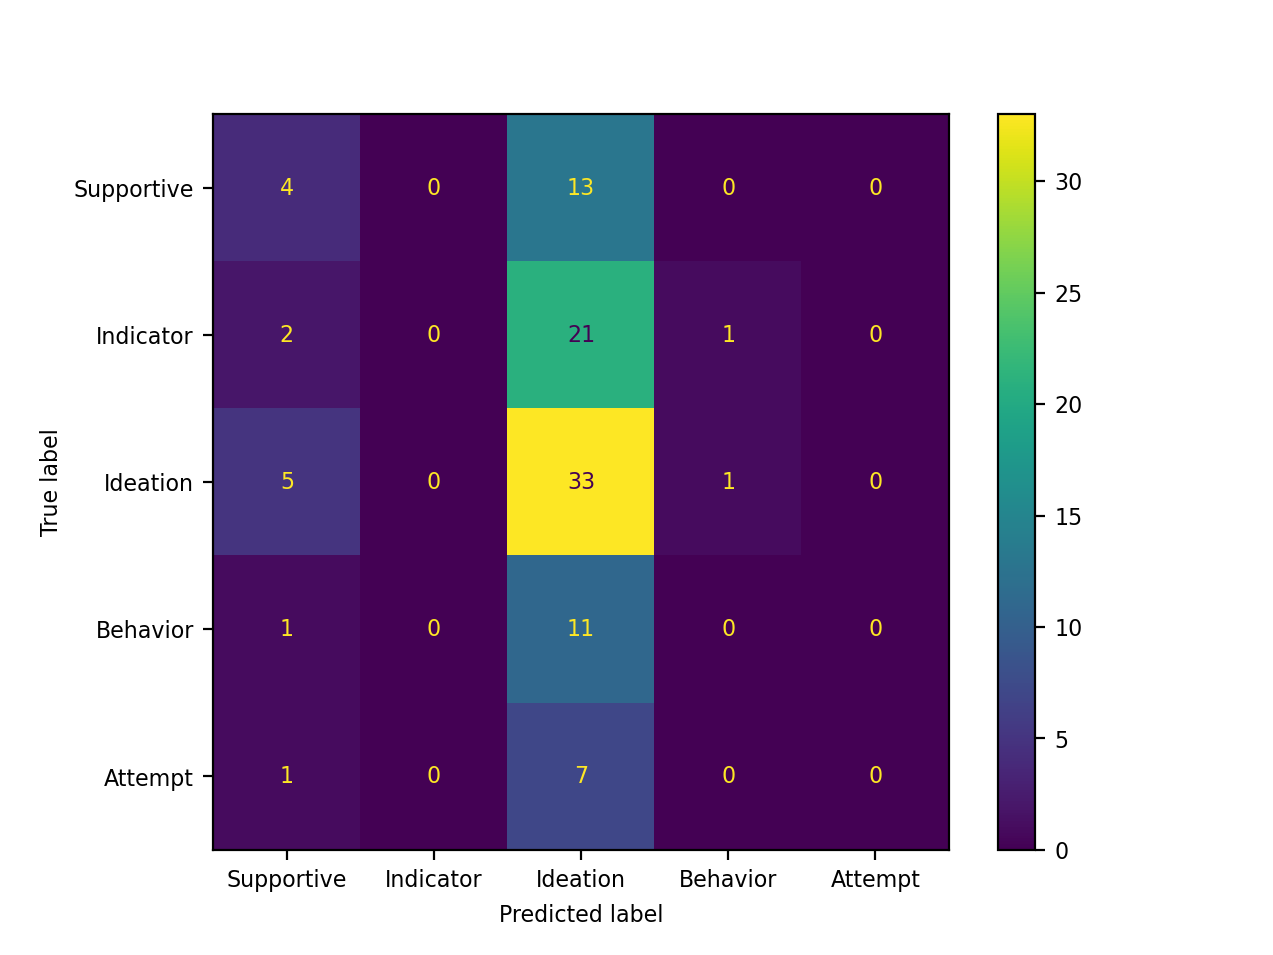 Supportive 4 0 13 0 0
Indicator 2 0 21 1 0
Ideation 5 0 33 1 0
Behavior 1 0 11 0 0
Attempt 1 0 7 0 0
True label
Supportive Indicator Ideation Behavior Attempt
Predicted label
30
25
20
15
10
5
0